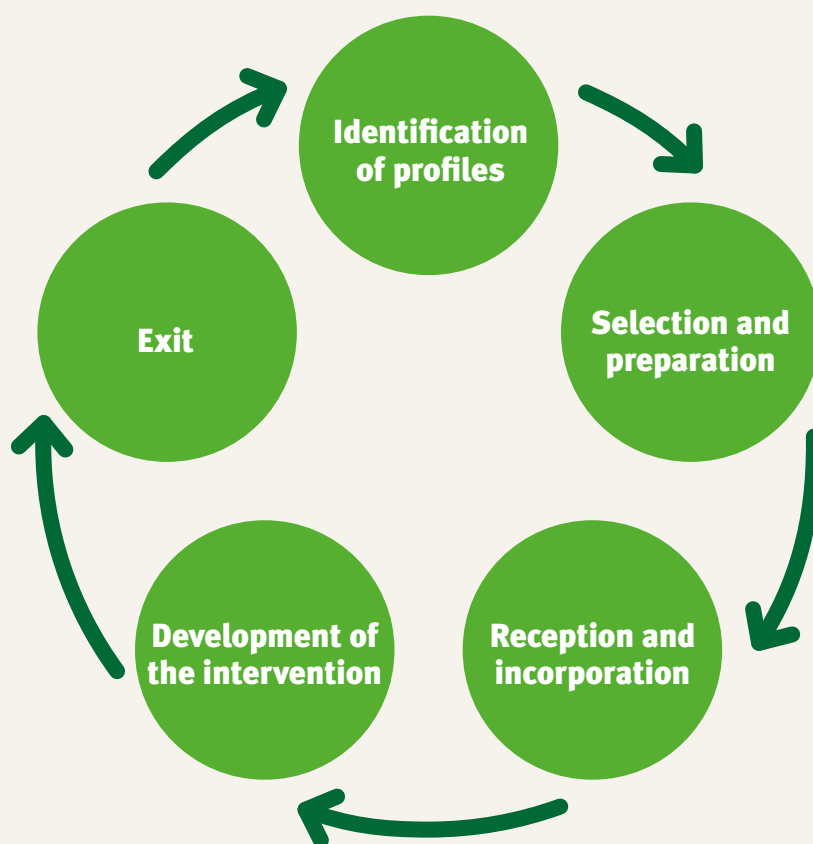 Identification
of profiles
Selection and
preparation
Reception and
incorporation
Development of
the intervention
Exit